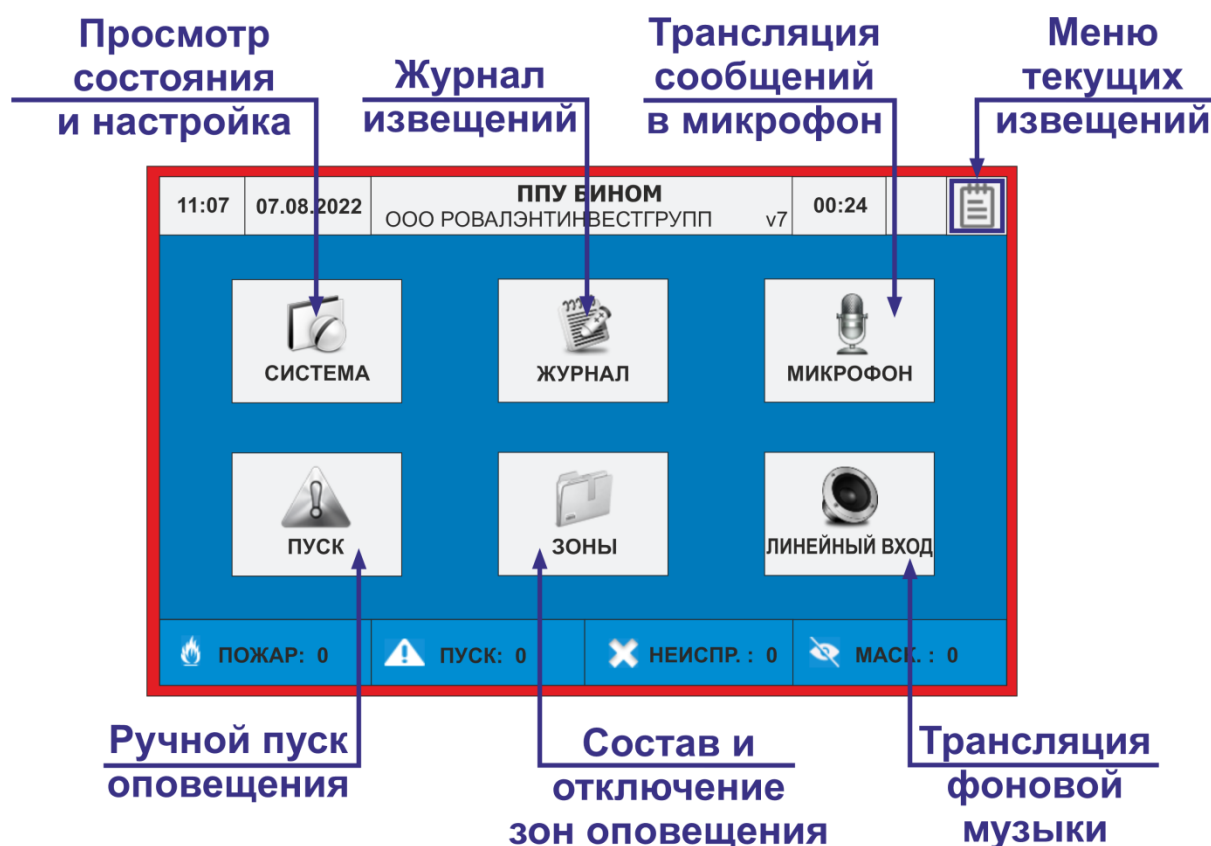 Просмотр
состояния
и настройка
Журнал
извещений
Трансляция
сообщений
в микрофон
Меню
текущих
извещений
11:07
07.08.2022
ППУ БИНОМ
ООО РОВАЛЭНТИНВЕСТГРУПП v7
00:24
СИСТЕМА
ЖУРНАЛ
МИКРОФОН
ПУСК
ЗОНЫ
ЛИНЕЙНЫЙ ВХОД
ПОЖАР: 0
ПУСК: 0
НЕИСПР. : 0
МАСК. : 0
Ручной пуск
оповещения
Состав и
отключение
зон оповещения
Трансляция
фоновой
музыки